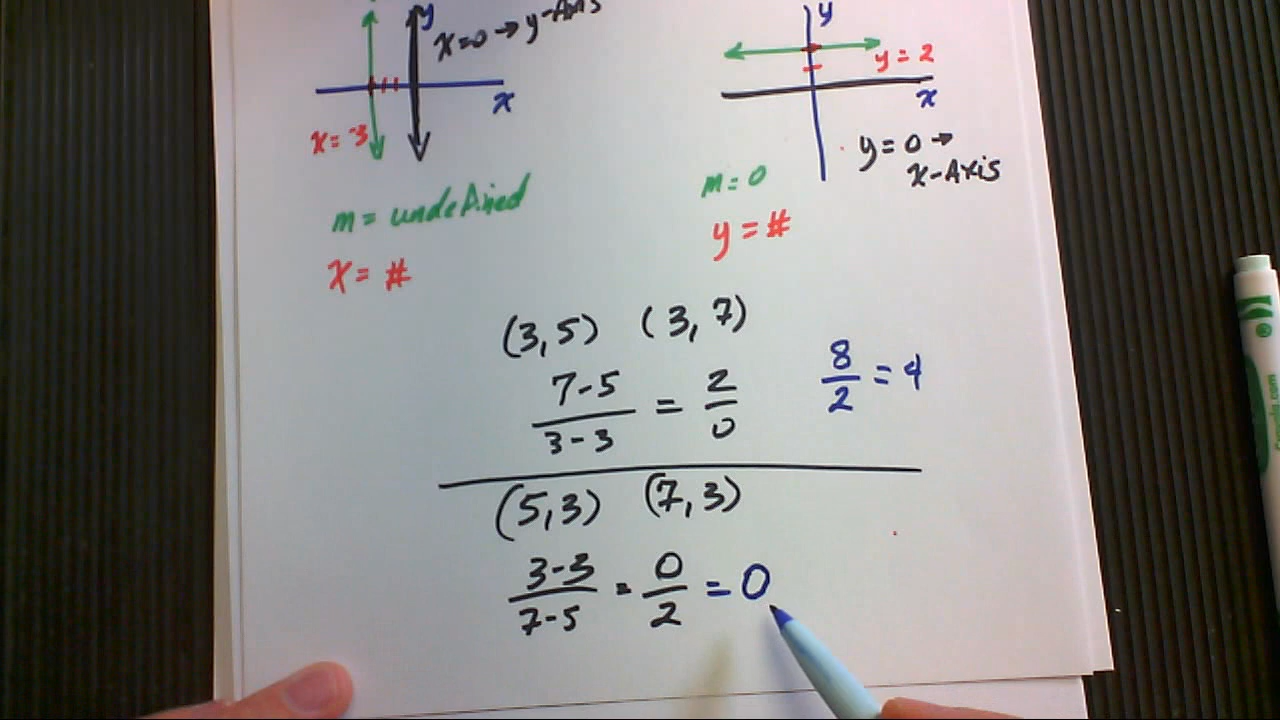 y
x=0 → y-Axis
x
x = -3
m = undefined
x = #
y
y = 2
x
y = 0 →
x-Axis
m = 0
y = #
(3,5) (3,7)
7-5
3-3
=
2
0
8
2
= 4
(5,3) (7,3)
3-3
7-5
=
0
2
= 0